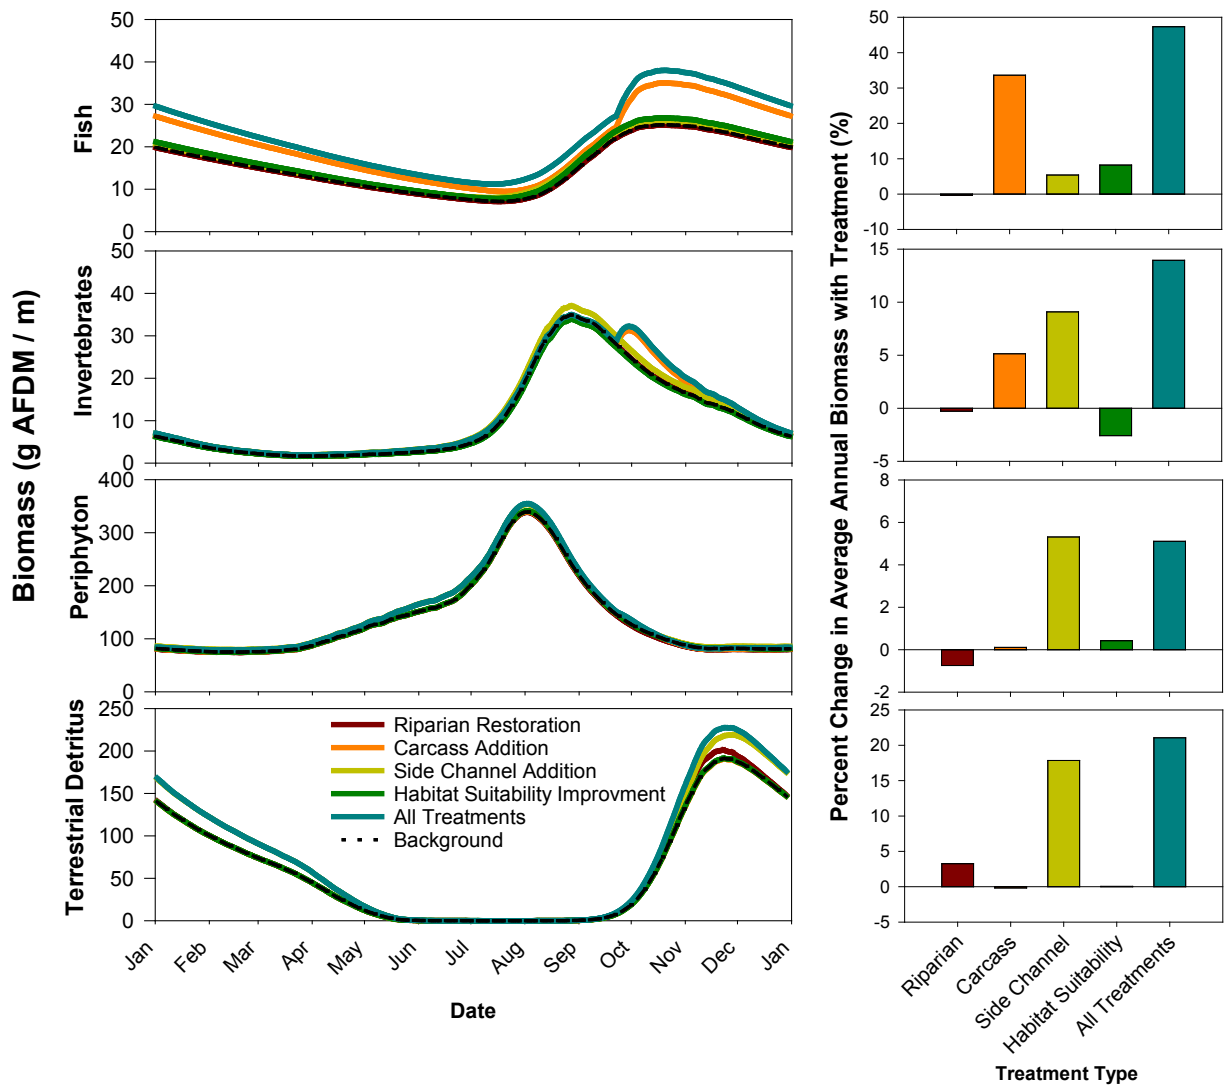 Biomass (g AFDM / m)
Fish
50
40
30
20
10
0
Invertebrates
50
40
30
20
10
0
Periphyton
400
300
200
100
0
Terrestrial Detritus
250
200
150
100
50
0
Riparian Restoration
Carcass Addition
Side Channel Addition
Habitat Suitability Improvment
All Treatments
Background
Jan
Feb
Mar
Apr
May
Jun
Jul
Aug
Sep
Oct
Nov
Dec
Jan
Date
Percent Change in Average Annual Biomass with Treatment (%)
50
40
30
20
10
0
-10
15
10
5
0
-5
8
6
4
2
0
-2
25
20
15
10
5
0
-5
Riparian
Carcass
Side Channel
Habitat Suitability
All Treatments
Treatment Type